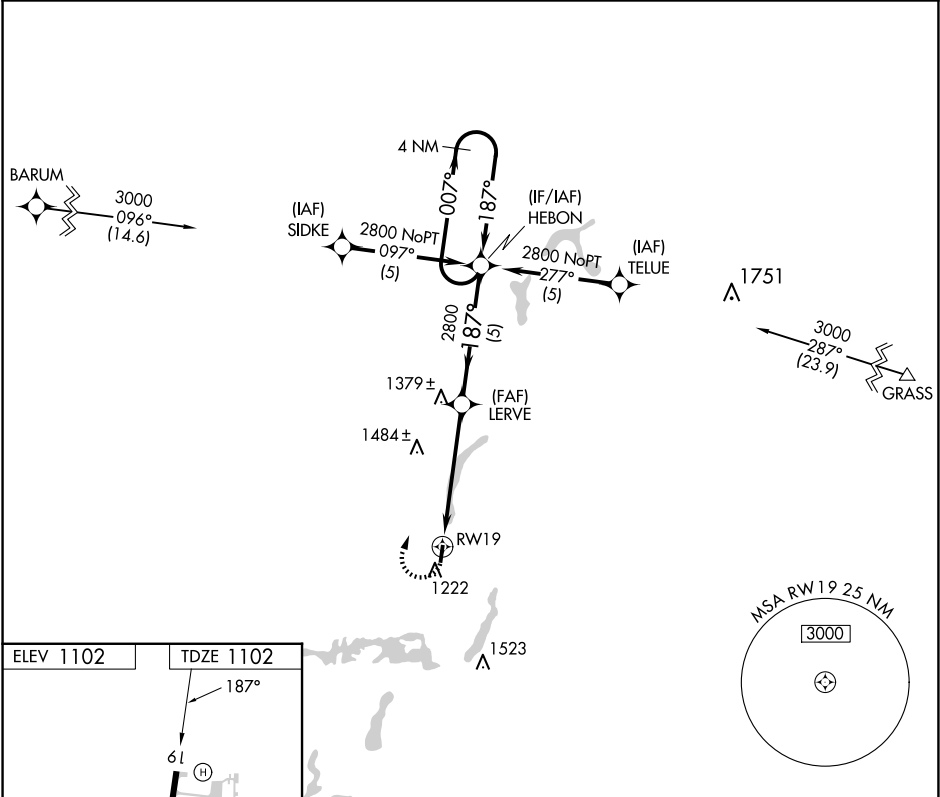 4 NM
BARUM
3000
096°
(14.6)
(IAF)
SIDKE
2800 NoPT
097°
(5)
007°
187°
(IF/IAF)
HEBON
2800 NoPT
277°
(5)
(IAF)
TELUE
1751
3000
287°
(23.9)
GRASS
2800
187°
(5)
1379±
(FAF)
LERVE
1484±
RW19
1222
1523
MSA RW19 25 NM
3000
ELEV 1102
TDZE 1102
187°
19
H